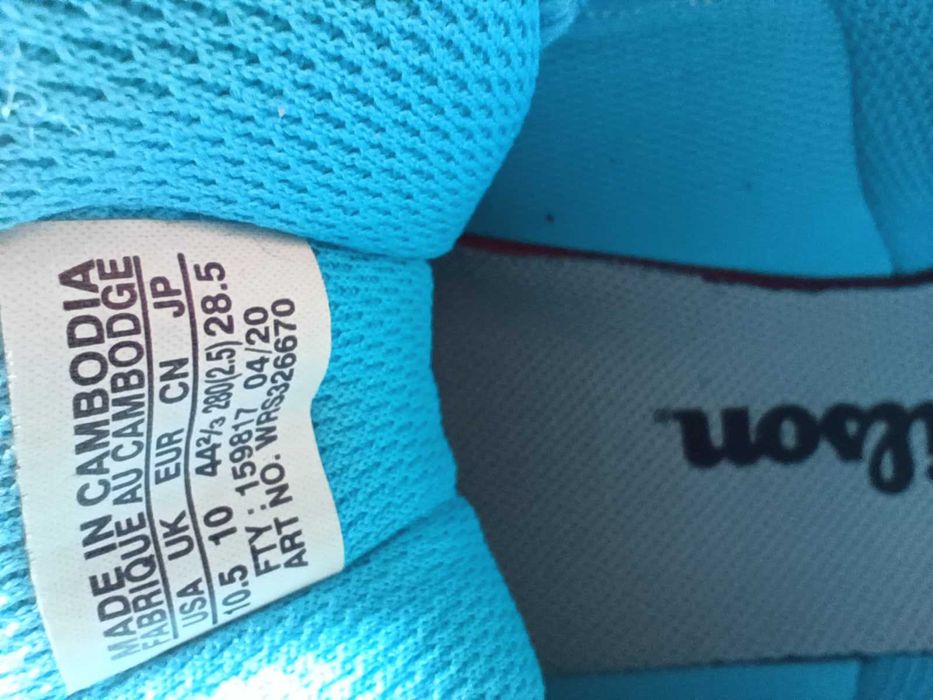 MADE IN CAMBODIA
FABRIQUE AU CAMBODGE
USA UK EUR CN JP
10.5 10 44²/₃ 280(2.5) 28.5
FTY : 159817 04/20
ART NO. WRS326670
ilson